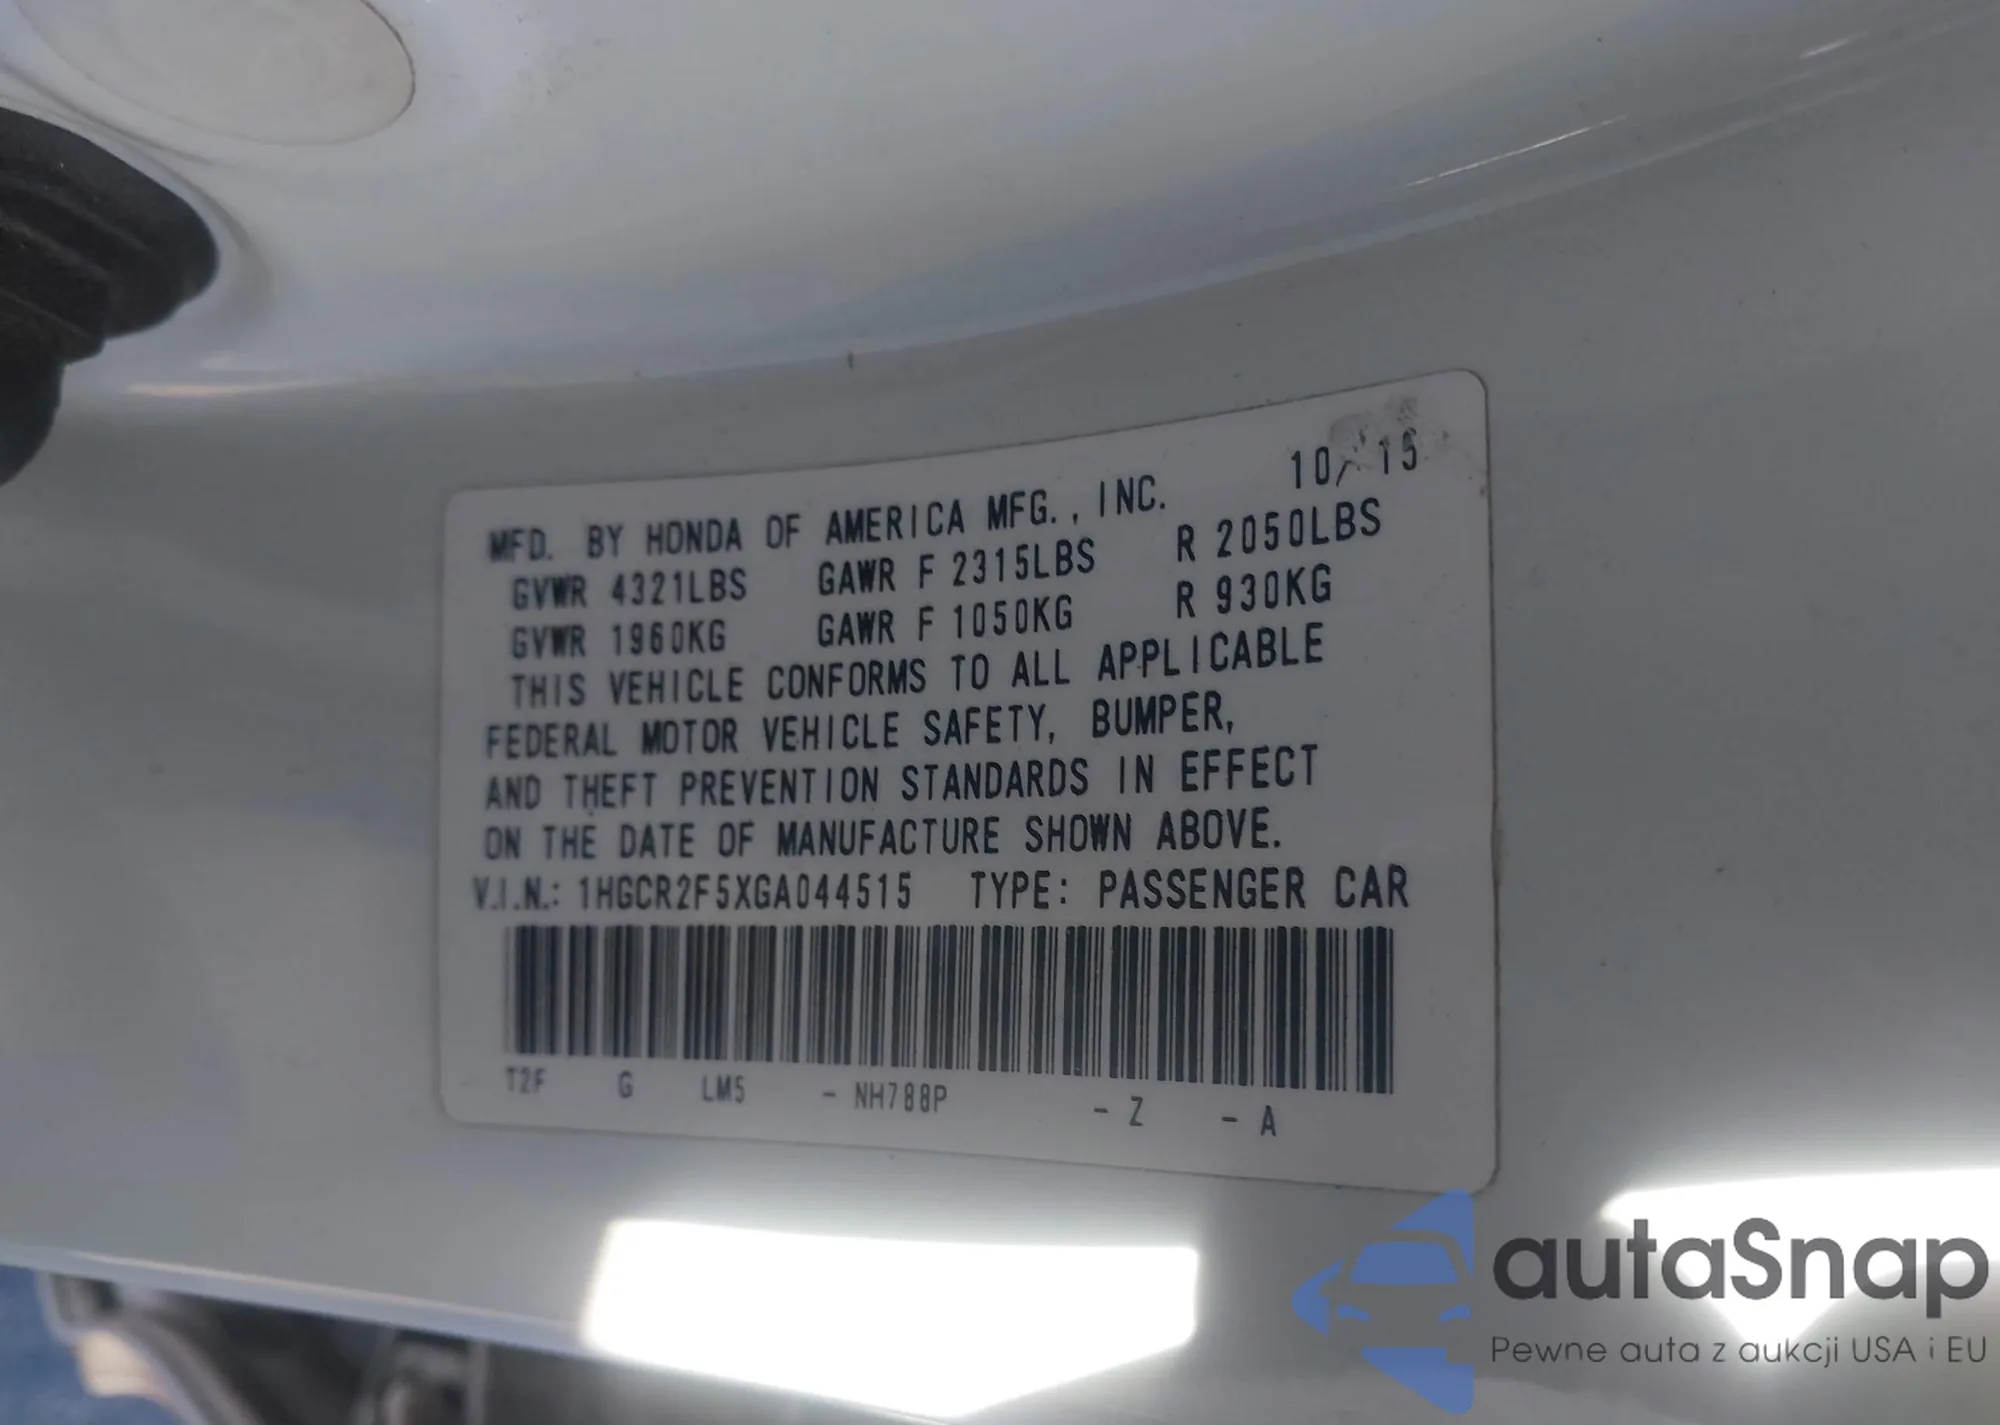 10/15
MFD. BY HONDA OF AMERICA MFG., INC.
GVWR 4321LBS GAWR F 2315LBS R 2050LBS
GVWR 1960KG GAWR F 1050KG R 930KG
THIS VEHICLE CONFORMS TO ALL APPLICABLE
FEDERAL MOTOR VEHICLE SAFETY, BUMPER,
AND THEFT PREVENTION STANDARDS IN EFFECT
ON THE DATE OF MANUFACTURE SHOWN ABOVE.
V.I.N.: 1HGCR2F5XGA044515 TYPE: PASSENGER CAR
T2F G LM5 - NH788P - Z - A
autaSnap
Pewne auta z aukcji USA i EU